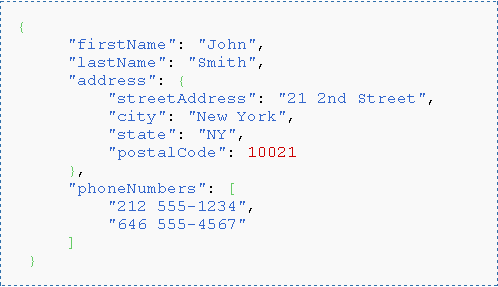 {
"firstName": "John",
"lastName": "Smith",
"address": {
"streetAddress": "21 2nd Street",
"city": "New York",
"state": "NY",
"postalCode": 10021
},
"phoneNumbers": [
"212 555-1234",
"646 555-4567"
]
}